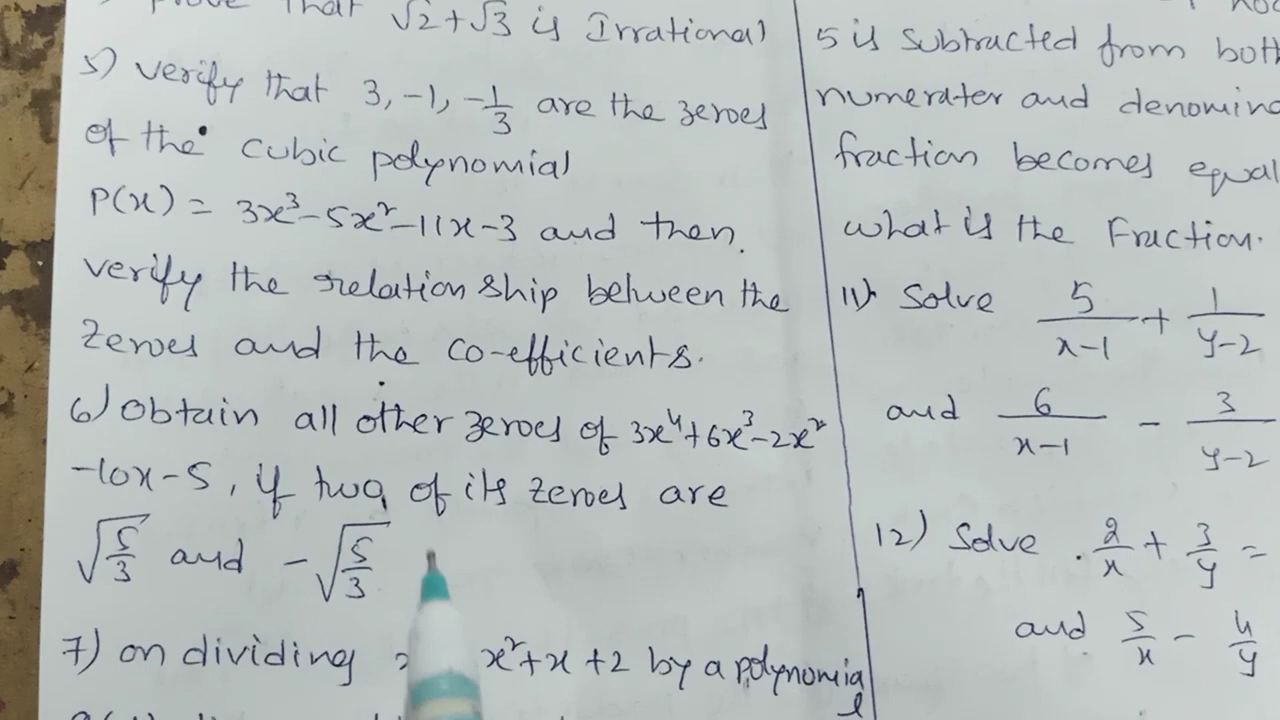 that √2+√3 is Irrational
5) verify that 3, -1, -1/3 are the zeroes
of the cubic polynomial
P(x) = 3x³-5x²-11x-3 and then
verify the relationship between the
zeroes and the co-efficients.
6) Obtain all other zeroes of 3x⁴+6x³-2x²
-10x-5, if two of its zeroes are
√5/3 and -√5/3
7) on dividing x²+x+2 by a polynomial
5 is subtracted from both
numerater and
fraction becomes equal
what is the Fraction.
11) Solve 5/x-1 + 1/y-2
and 6/x-1 - 3/y-2
12) Solve 2/x + 3/y =
and 5/x - 4/y